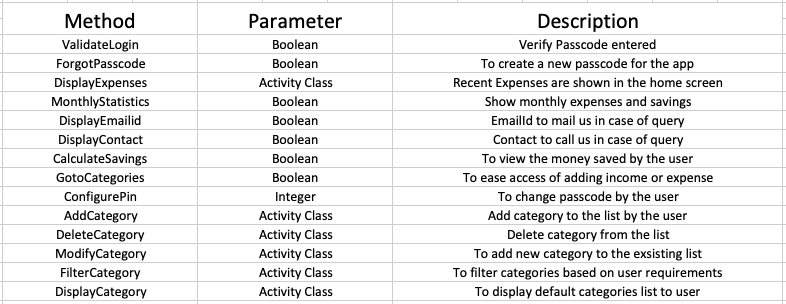 Method Parameter Description
ValidateLogin Boolean Verify Passcode entered
ForgotPasscode Boolean To create a new passcode for the app
DisplayExpenses Activity Class Recent Expenses are shown in the home screen
MonthlyStatistics Boolean Show monthly expenses and savings
DisplayEmailid Boolean EmailId to mail us in case of query
DisplayContact Boolean Contact to call us in case of query
CalculateSavings Boolean To view the money saved by the user
GotoCategories Boolean To ease access of adding income or expense
ConfigurePin Integer To change passcode by the user
AddCategory Activity Class Add category to the list by the user
DeleteCategory Activity Class Delete category from the list
ModifyCategory Activity Class To add new category to the exsisting list
FilterCategory Activity Class To filter categories based on user requirements
DisplayCategory Activity Class To display default categories list to user